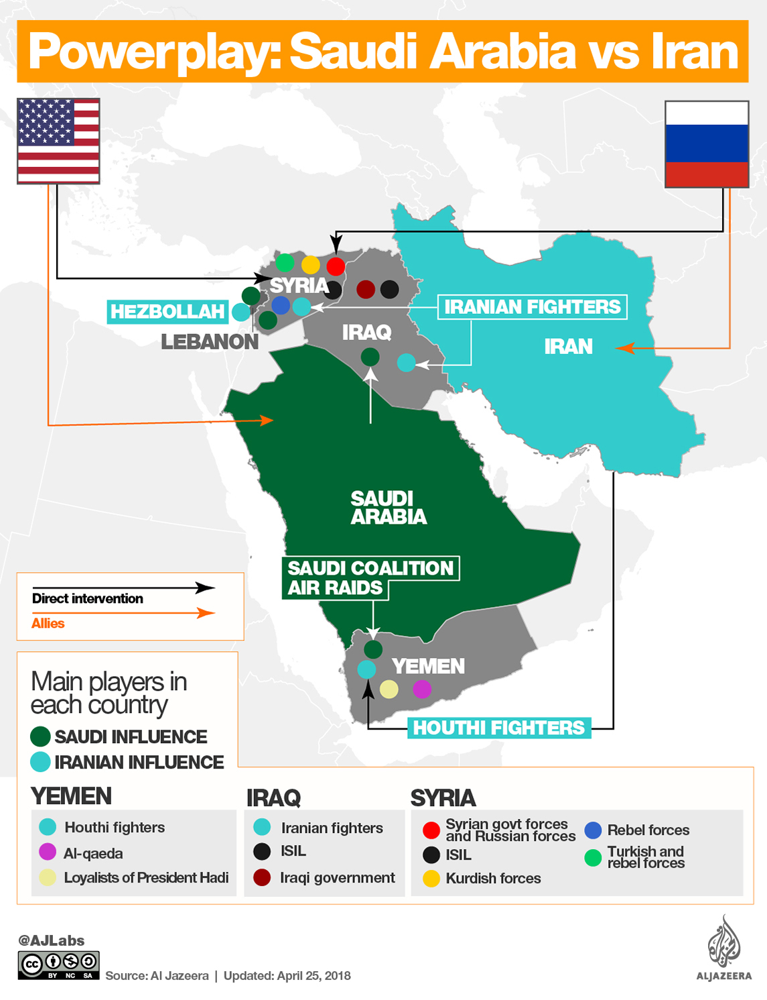 Powerplay: Saudi Arabia vs Iran
SYRIA
HEZBOLLAH
LEBANON
IRANIAN FIGHTERS
IRAQ
IRAN
SAUDI
ARABIA
SAUDI COALITION
AIR RAIDS
YEMEN
HOUTHI FIGHTERS
Direct intervention
Allies
Main players in
each country
SAUDI INFLUENCE
IRANIAN INFLUENCE
YEMEN
Houthi fighters
Al-qaeda
Loyalists of President Hadi
IRAQ
Iranian fighters
ISIL
Iraqi government
SYRIA
Syrian govt forces
and Russian forces
ISIL
Kurdish forces
Rebel forces
Turkish and
rebel forces
@AJLabs
cc
BY NC SA
Source: Al Jazeera | Updated: April 25, 2018
الجزيرة
ALJAZEERA